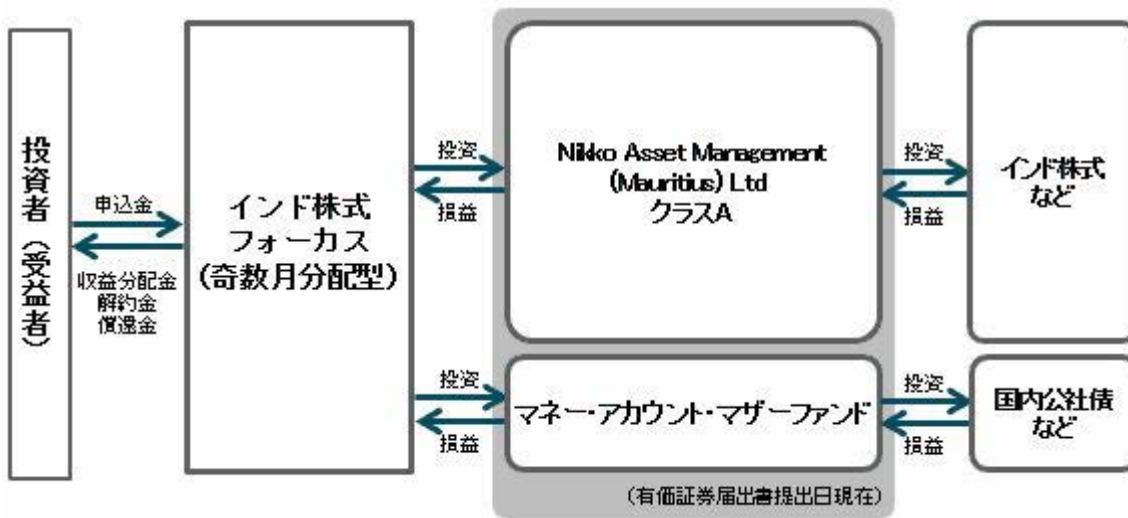 投資者（受益者）
申込金
収益分配金
解約金
償還金
インド株式
フォーカス
（奇数月分配型）
投資
損益
Nikko Asset Management
(Mauritius) Ltd
クラスA
投資
損益
インド株式
など
投資
損益
マネー・アカウント・マザーファンド
投資
損益
国内公社債
など
（有価証券届出書提出日現在）